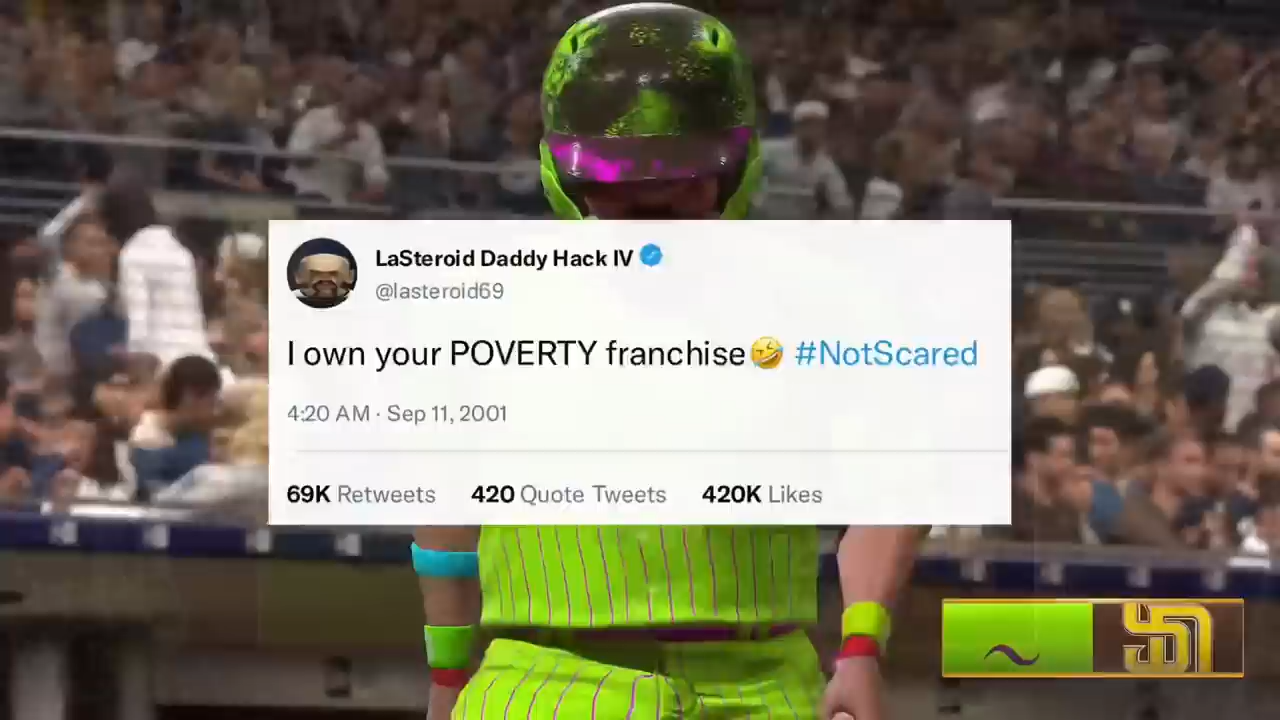 LaSteroid Daddy Hack IV
@lasteroid69
I own your POVERTY franchise🤣 #NotScared
4:20 AM · Sep 11, 2001
69K Retweets 420 Quote Tweets 420K Likes
SD